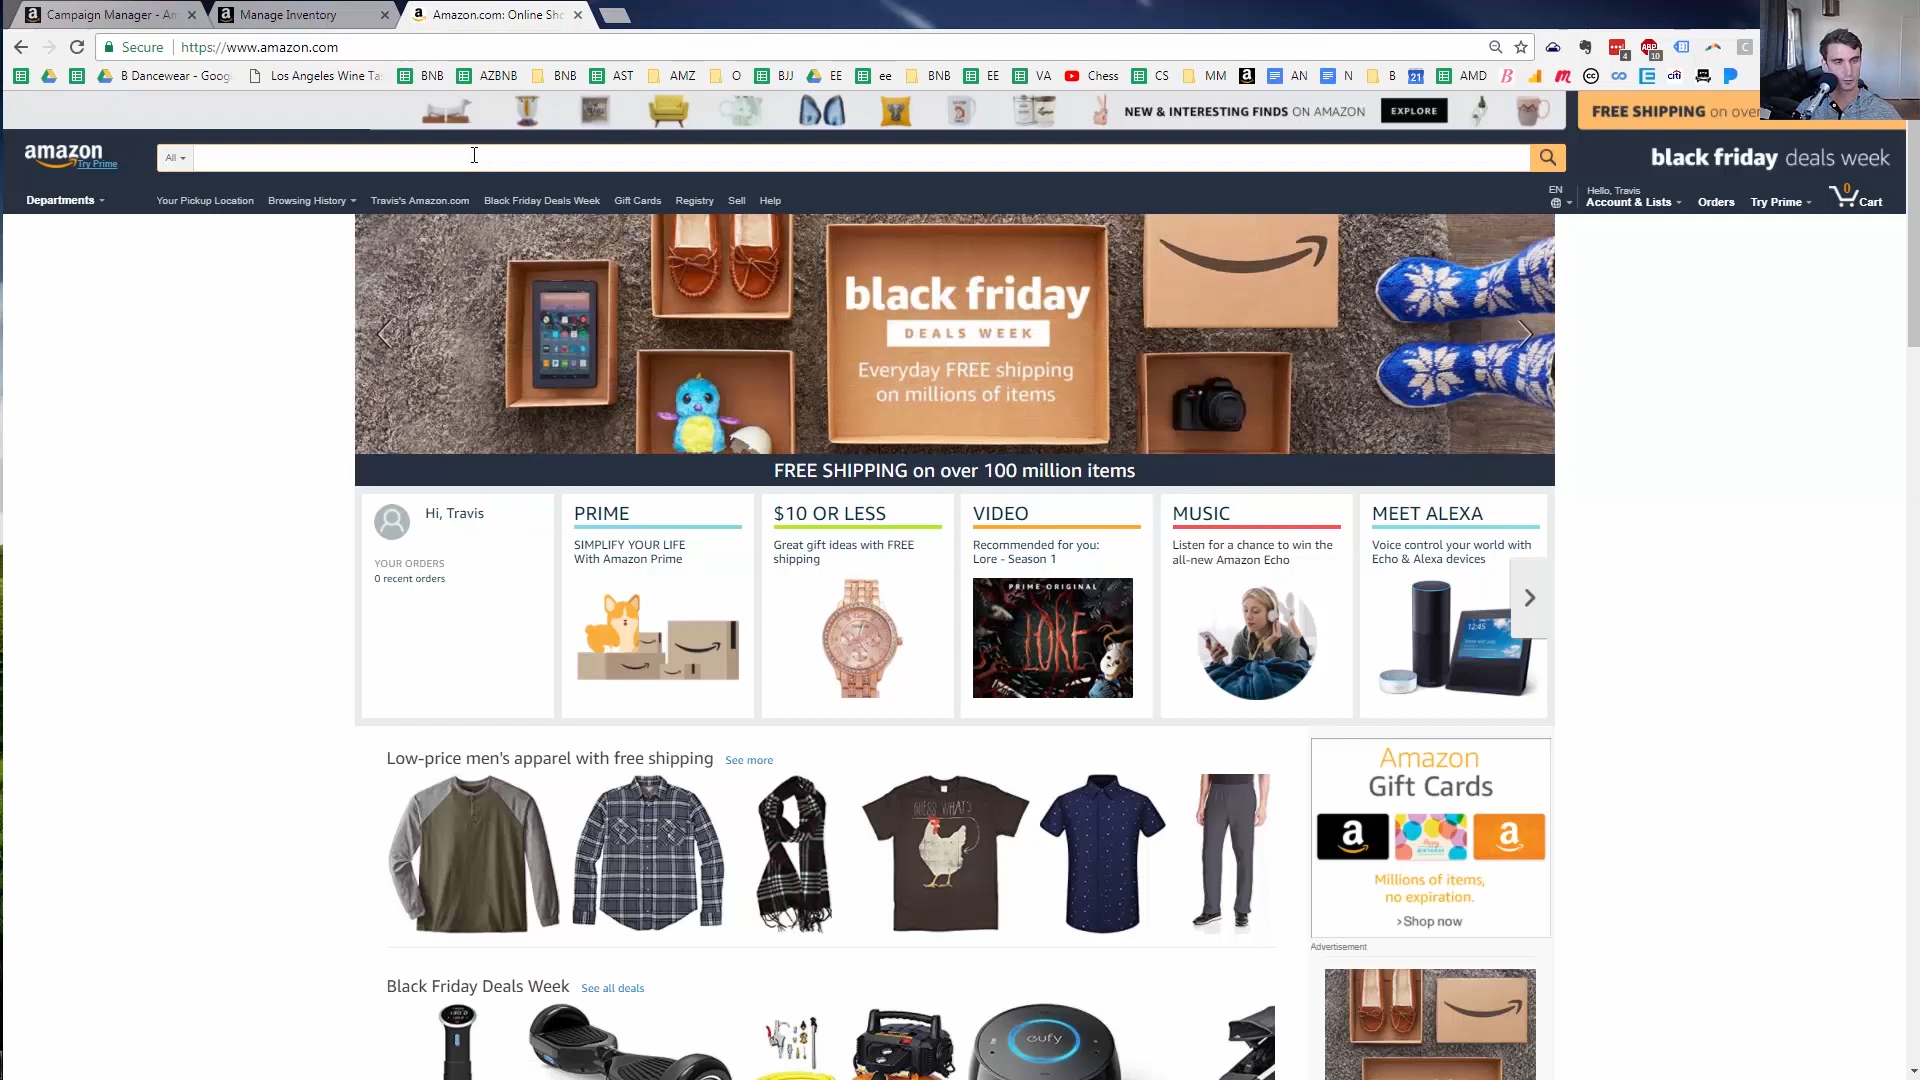 Campaign Manager - Am
Manage Inventory
Amazon.com: Online Sho
Secure
https://www.amazon.com
B Dancewear - Goog
Los Angeles Wine Ta
BNB
AZBNB
BNB
AST
AMZ
O
BJJ
EE
ee
BNB
EE
VA
Chess
CS
MM
AN
N
B
AMD
NEW & INTERESTING FINDS ON AMAZON
EXPLORE
FREE SHIPPING on over
amazon
Try Prime
All
black friday deals week
Departments
Your Pickup Location
Browsing History
Travis's Amazon.com
Black Friday Deals Week
Gift Cards
Registry
Sell
Help
EN
Hello, Travis
Account & Lists
Orders
Try Prime
0
Cart
black friday
DEALS WEEK
Everyday FREE shipping
on millions of items
FREE SHIPPING on over 100 million items
Hi, Travis
YOUR ORDERS
0 recent orders
PRIME
SIMPLIFY YOUR LIFE
With Amazon Prime
$10 OR LESS
Great gift ideas with FREE
shipping
VIDEO
Recommended for you:
Lore - Season 1
PRIME ORIGINAL
LORE
MUSIC
Listen for a chance to win the
all-new Amazon Echo
MEET ALEXA
Voice control your world with
Echo & Alexa devices
12:45
Low-price men's apparel with free shipping
See more
GUESS WHAT?
Amazon
Gift Cards
Millions of items,
no expiration.
›Shop now
Advertisement
Black Friday Deals Week
See all deals
eufy